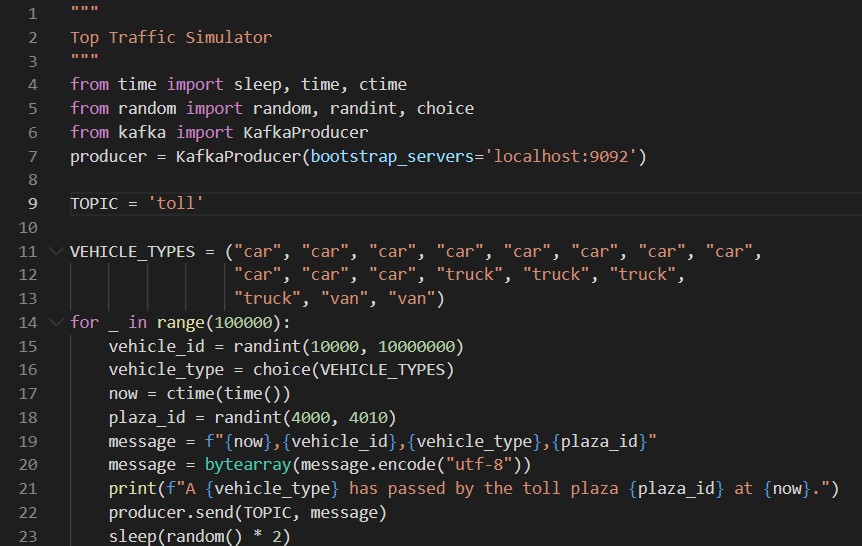 1 """
2 Top Traffic Simulator
3 """
4 from time import sleep, time, ctime
5 from random import random, randint, choice
6 from kafka import KafkaProducer
7 producer = KafkaProducer(bootstrap_servers='localhost:9092')
8
9 TOPIC = 'toll'
10
11 VEHICLE_TYPES = ("car", "car", "car", "car", "car", "car", "car", "car",
12                  "car", "car", "car", "truck", "truck", "truck",
13                  "truck", "van", "van")
14 for _ in range(100000):
15     vehicle_id = randint(10000, 10000000)
16     vehicle_type = choice(VEHICLE_TYPES)
17     now = ctime(time())
18     plaza_id = randint(4000, 4010)
19     message = f"{now},{vehicle_id},{vehicle_type},{plaza_id}"
20     message = bytearray(message.encode("utf-8"))
21     print(f"A {vehicle_type} has passed by the toll plaza {plaza_id} at {now}.")
22     producer.send(TOPIC, message)
23     sleep(random() * 2)